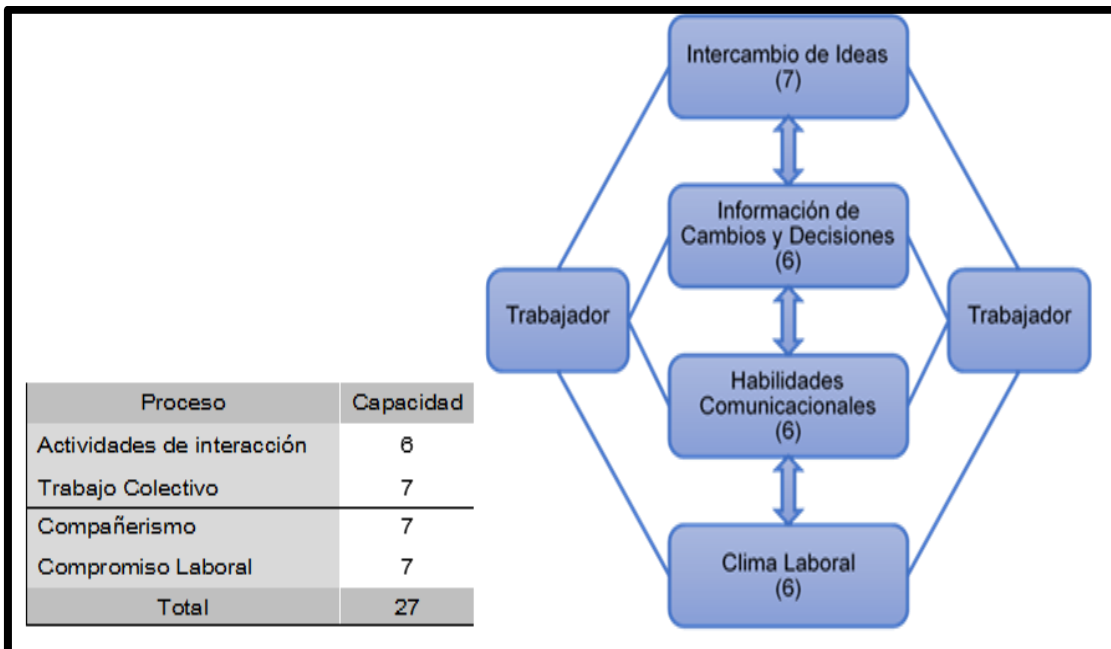 Intercambio de Ideas
(7)
Información de
Cambios y Decisiones
(6)
Trabajador
Trabajador
Habilidades
Comunicacionales
(6)
Clima Laboral
(6)
Proceso Capacidad
Actividades de interacción 6
Trabajo Colectivo 7
Compañerismo 7
Compromiso Laboral 7
Total 27